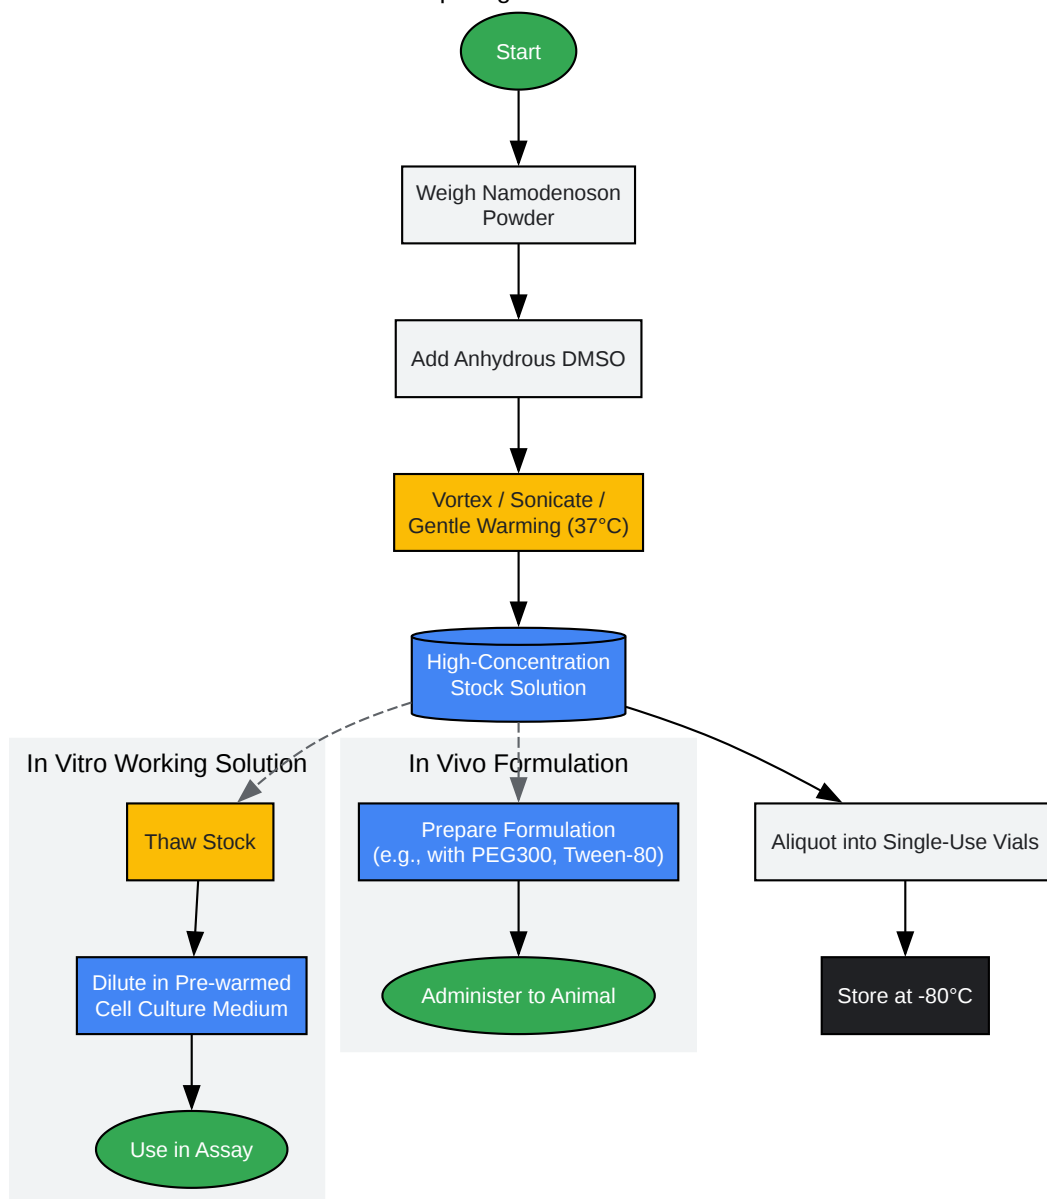 Start
Weigh Namodenoson
Powder
Add Anhydrous DMSO
Vortex / Sonicate /
Gentle Warming (37°C)
High-Concentration
Stock Solution
In Vitro Working Solution
In Vivo Formulation
Thaw Stock
Prepare Formulation
(e.g., with PEG300, Tween-80)
Aliquot into Single-Use Vials
Dilute in Pre-warmed
Cell Culture Medium
Administer to Animal
Store at -80°C
Use in Assay